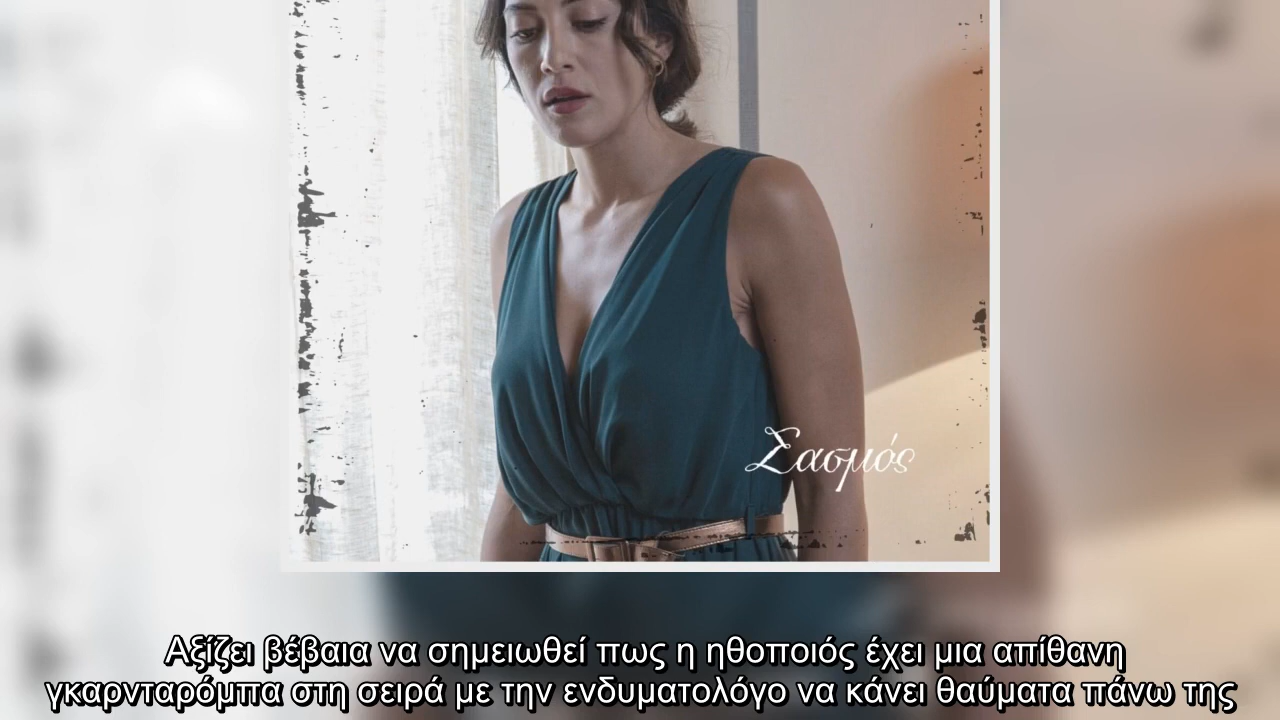 Σασμός
Αξίζει βέβαια να σημειωθεί πως η ηθοποιός έχει μια απίθανη
γκαρνταρόμπα στη σειρά με την ενδυματολόγο να κάνει θαύματα πάνω της